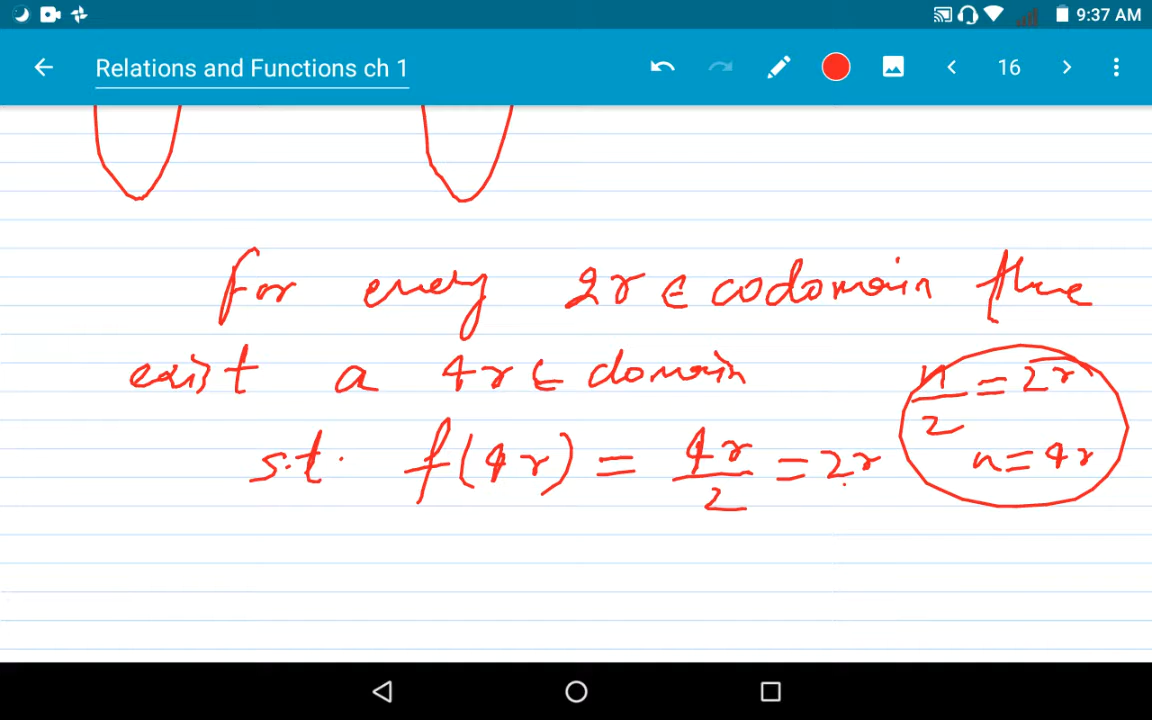 9:37 AM
Relations and Functions ch 1
16
for every 2r ∈ codomain there
exist a 4r ∈ domain
n/2 = 2r
s.t. f(4r) = 4r/2 = 2r
n = 4r